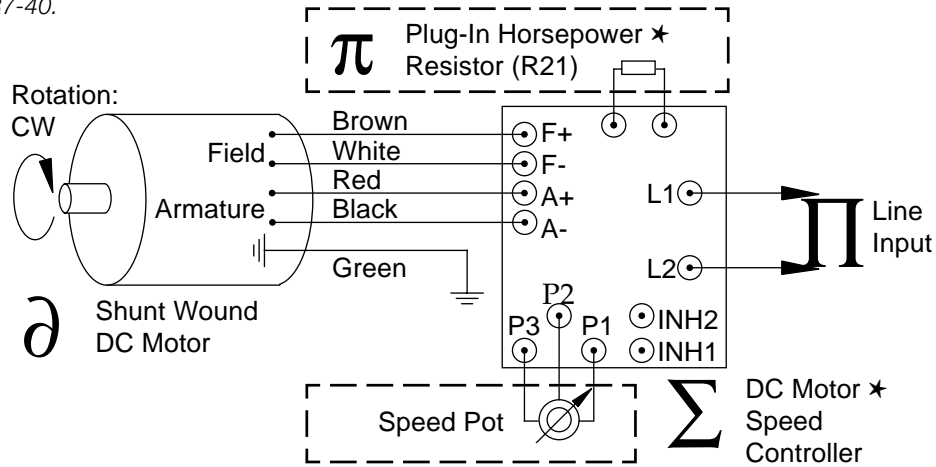 37-40.
π Plug-In Horsepower ★
Resistor (R21)
Rotation:
CW
Field
Armature
Brown
White
Red
Black
Green
F+
F-
A+
A-
L1
L2
∏ Line
Input
P2
P3 P1
INH2
INH1
∂ Shunt Wound
DC Motor
Speed Pot
∑ DC Motor ★
Speed
Controller